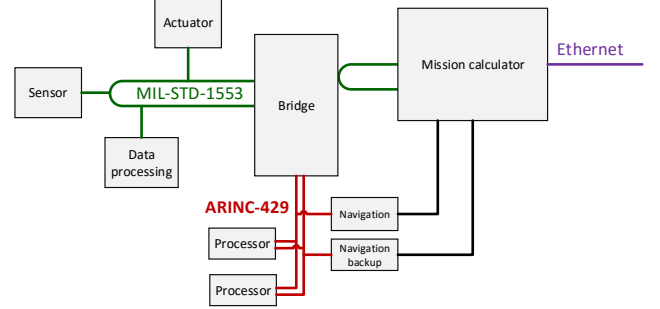 Actuator
Ethernet
Mission calculator
Sensor
MIL-STD-1553
Bridge
Data
processing
ARINC-429
Navigation
Processor
Navigation
backup
Processor